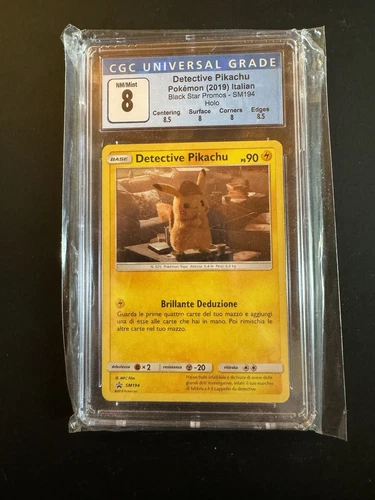 CGC UNIVERSAL GRADE
NM/Mint
8
Detective Pikachu
Pokémon (2019) Italian
Black Star Promos - SM194
Holo
Centering Surface Corners Edges
8.5 8 8 8.5
BASE Detective Pikachu PS90
Brillante Deduzione
Guarda le prime quattro carte del tuo mazzo e aggiungi
una di esse alle carte che hai in mano. Poi rimischia le
altre carte nel tuo mazzo.
debolezza ×2 resistenza -20 ritirata
SM194